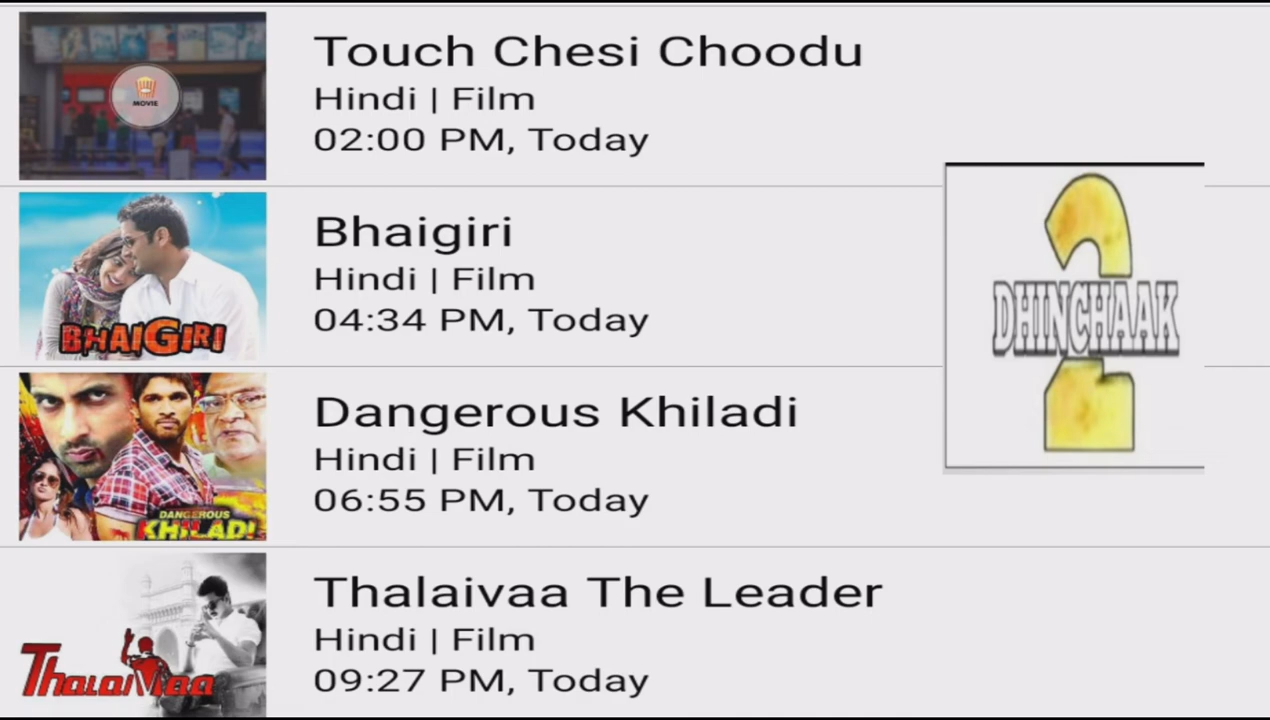 MOVIE
Touch Chesi Choodu
Hindi | Film
02:00 PM, Today
BHAIGIRI
Bhaigiri
Hindi | Film
04:34 PM, Today
2
DHINCHAAK
DANGEROUS
KHILADI
Dangerous Khiladi
Hindi | Film
06:55 PM, Today
Thalaivaa
Thalaivaa The Leader
Hindi | Film
09:27 PM, Today